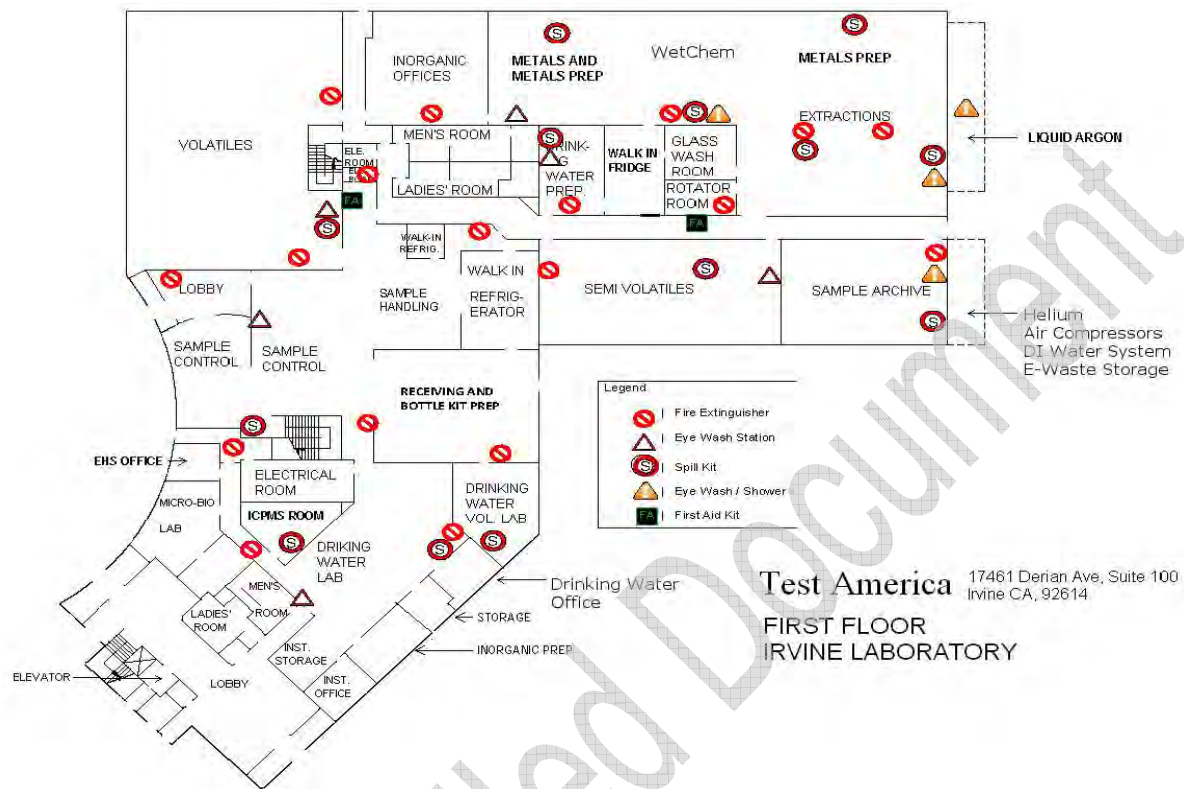 INORGANIC
OFFICES
METALS AND
METALS PREP
WetChem
METALS PREP
VOLATILES
MEN'S ROOM
ELE.
ROOM
LADIES' ROOM
WATER
PREP.
WALK IN
FRIDGE
GLASS
WASH
ROOM
ROTATOR
ROOM
EXTRACTIONS
LIQUID ARGON
WALK-IN
REFRIG.
LOBBY
SAMPLE
CONTROL
SAMPLE
CONTROL
SAMPLE
HANDLING
WALK IN
REFRIG-
ERATOR
SEMI VOLATILES
SAMPLE ARCHIVE
Helium
Air Compressors
DI Water System
E-Waste Storage
RECEIVING AND
BOTTLE KIT PREP
EHS OFFICE
ELECTRICAL
ROOM
MICRO-BIO
LAB
ICPMS ROOM
DRINKING
WATER
VOL. LAB
DRIKING
WATER
LAB
MEN'S
ROOM
LADIES'
ROOM
INST.
STORAGE
INST.
OFFICE
LOBBY
ELEVATOR
Drinking Water
Office
STORAGE
INORGANIC PREP
Legend
Fire Extinguisher
Eye Wash Station
S Spill Kit
Eye Wash / Shower
FA First Aid Kit
Test America 17461 Derian Ave, Suite 100
Irvine CA, 92614
FIRST FLOOR
IRVINE LABORATORY
Document